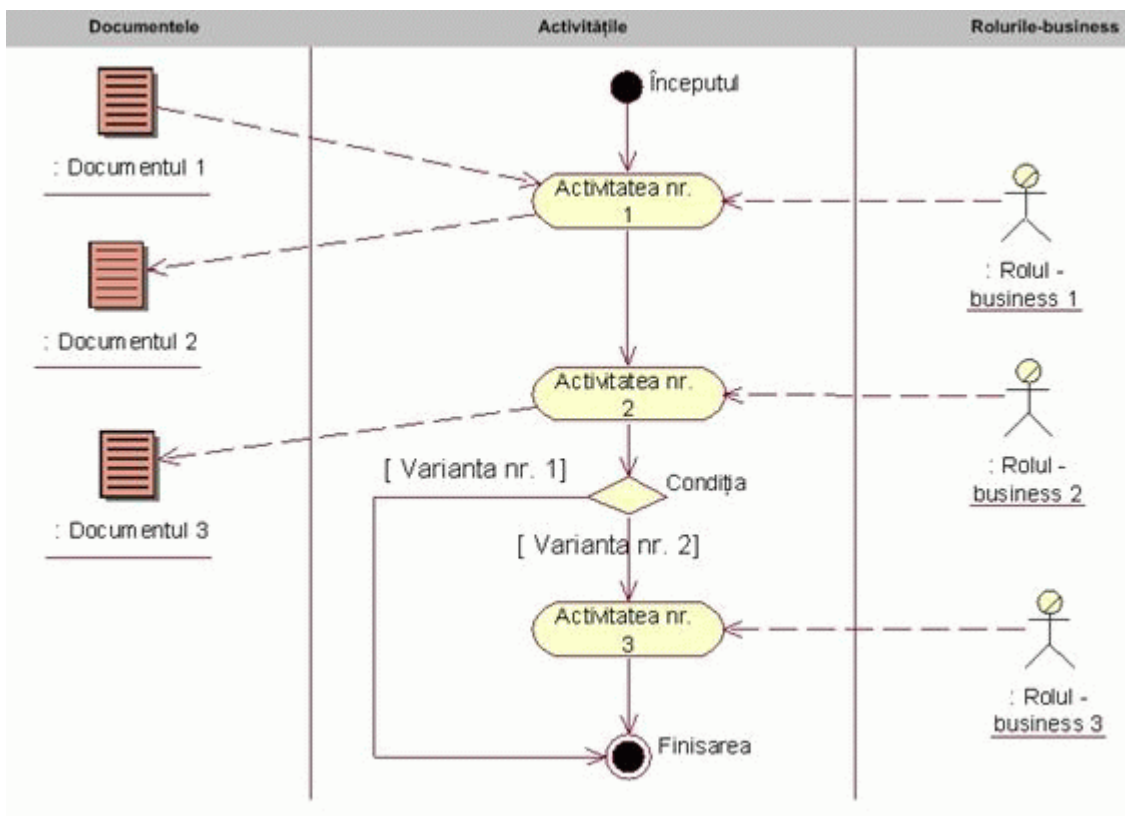 Documentele
Activitățile
Rolurile-business
Începutul
: Documentul 1
Activitatea nr.
1
: Rolul -
business 1
: Documentul 2
Activitatea nr.
2
: Rolul -
business 2
[ Varianta nr. 1]
Condiția
: Documentul 3
[ Varianta nr. 2]
Activitatea nr.
3
: Rolul -
business 3
Finisarea